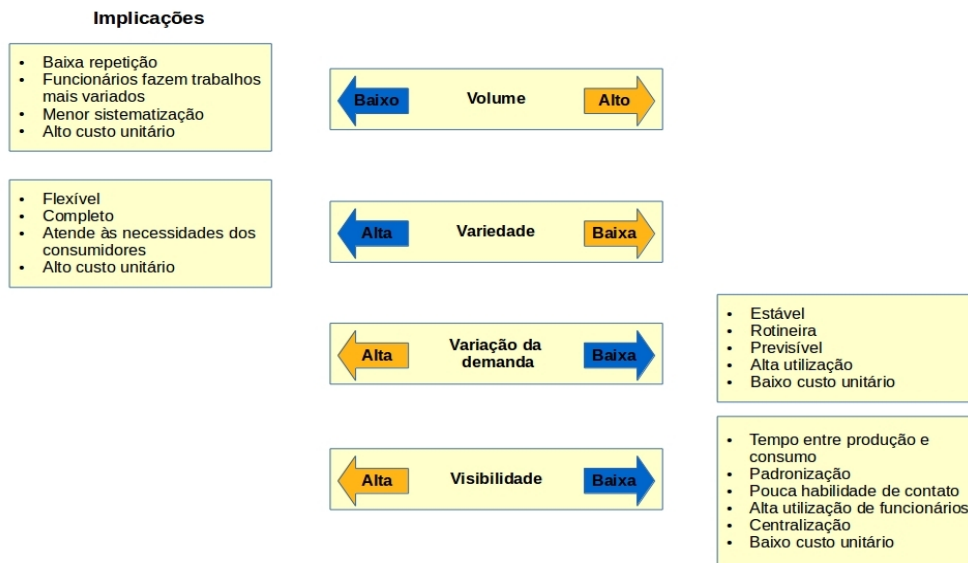 Implicações
• Baixa repetição
• Funcionários fazem trabalhos
mais variados
• Menor sistematização
• Alto custo unitário
Baixo Volume Alto
• Flexível
• Completo
• Atende às necessidades dos
consumidores
• Alto custo unitário
Alta Variedade Baixa
Alta Variação da
demanda Baixa
• Estável
• Rotineira
• Previsível
• Alta utilização
• Baixo custo unitário
Alta Visibilidade Baixa
• Tempo entre produção e
consumo
• Padronização
• Pouca habilidade de contato
• Alta utilização de funcionários
• Centralização
• Baixo custo unitário